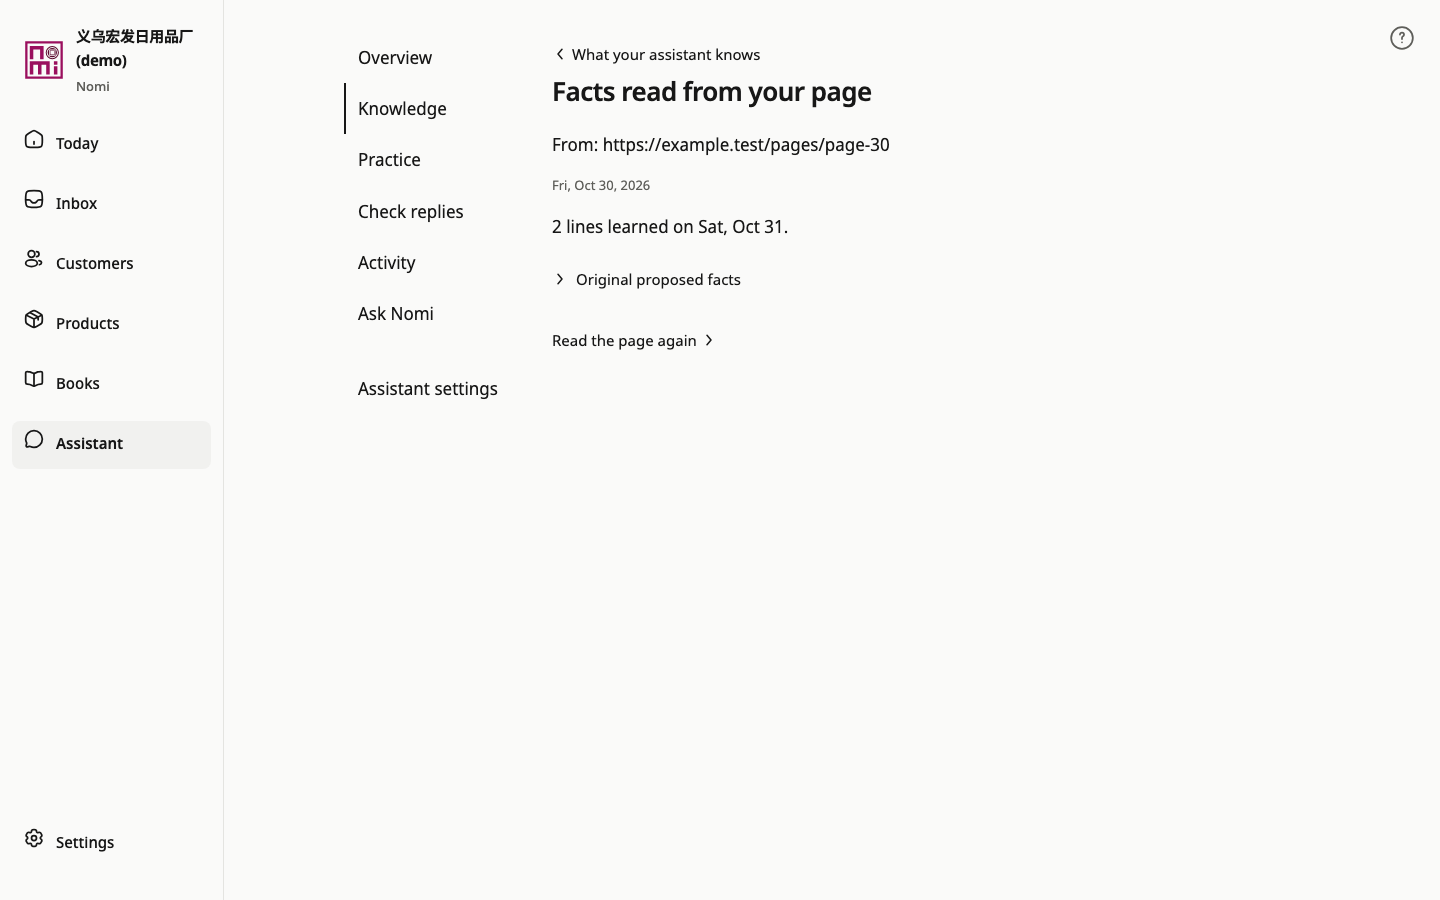 义乌宏发日用品厂
(demo)
Nomi
Today
Inbox
Customers
Products
Books
Assistant
Settings
Overview
Knowledge
Practice
Check replies
Activity
Ask Nomi
Assistant settings
What your assistant knows
Facts read from your page
From: https://example.test/pages/page-30
Fri, Oct 30, 2026
2 lines learned on Sat, Oct 31.
Original proposed facts
Read the page again